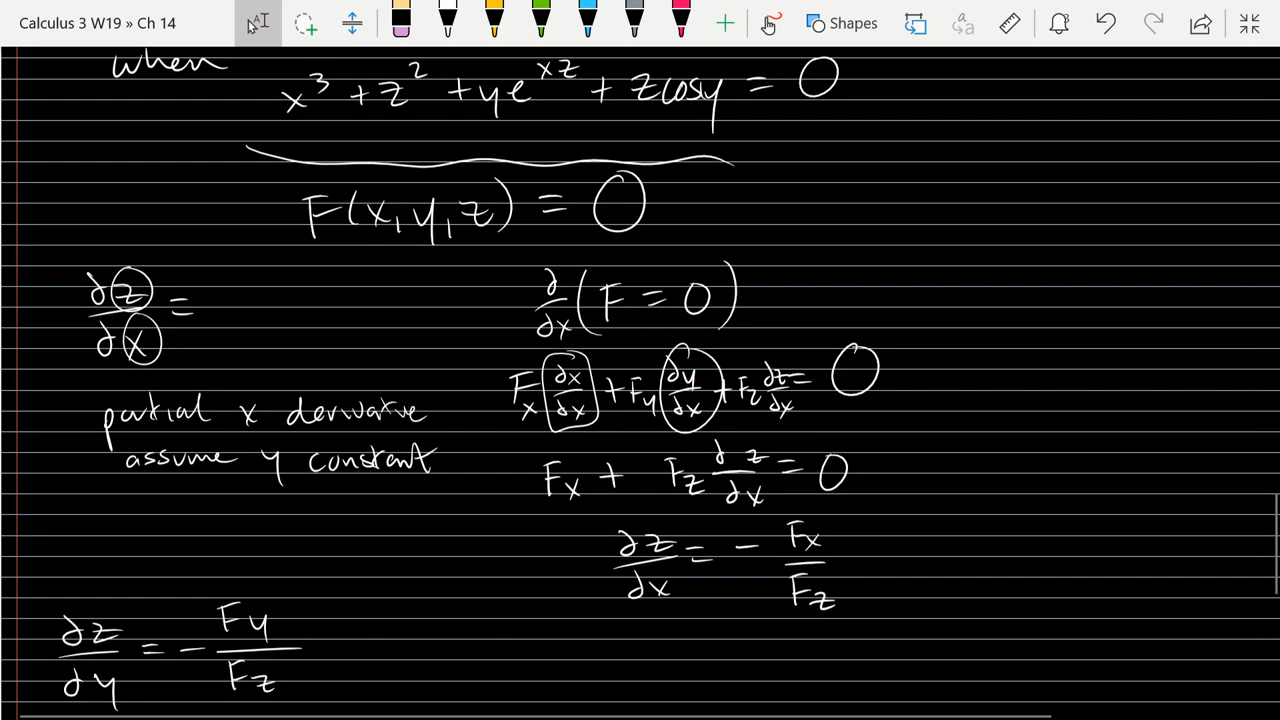 Calculus 3 W19 » Ch 14
Shapes
when
x³ + z² + ye^{xz} + z cos y = 0
F(x, y, z) = 0
∂z/∂x =
∂/∂x (F = 0)
F_x ∂x/∂x + F_y ∂y/∂x + F_z ∂z/∂x = 0
partial x derivative
assume y constant
F_x + F_z ∂z/∂x = 0
∂z/∂x = - F_x/F_z
∂z/∂y = - F_y/F_z